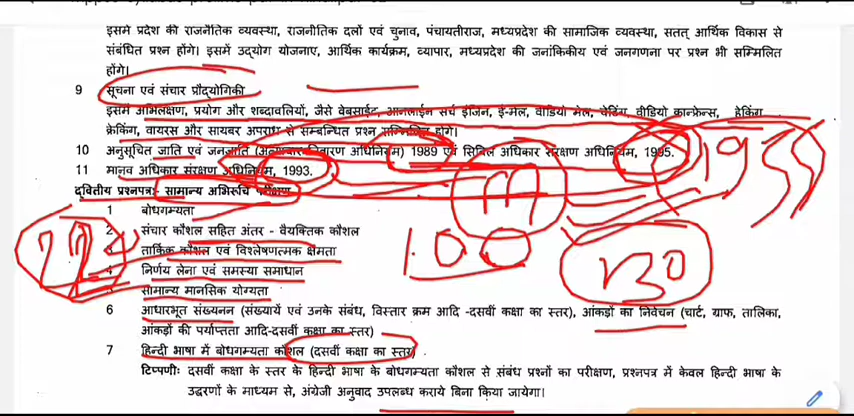 इसमें प्रदेश की राजनैतिक व्यवस्था, राजनीतिक दलों एवं चुनाव, पंचायतीराज, मध्यप्रदेश की सामाजिक व्यवस्था, सतत् आर्थिक विकास से
संबंधित प्रश्न होंगे। इसमें उद्योग योजनाए, आर्थिक कार्यक्रम, व्यापार, मध्यप्रदेश की जनांकिकीय एवं जनगणना पर प्रश्न भी सम्मिलित
होंगे।
9 सूचना एवं संचार प्रौद्योगिकी
इसमें अभिलक्षण, प्रयोग और शब्दावलियॉं, जैसे वेबसाईट, आनलाईन सर्च इंजिन, ई-मेल, वीडियो मेल, चेटिंग, वीडियो कान्फ्रेन्स, हेकिंग
क्रेकिंग, वायरस और सायबर अपराध से सम्बन्धित प्रश्न सम्मिलित होंगे।
10 अनुसूचित जाति एवं जनजाति (अत्याचार निवारण अधिनियम) 1989 एवं सिविल अधिकार संरक्षण अधिनियम, 1995. 1955
11 मानव अधिकार संरक्षण अधिनियम, 1993.
द्वितीय प्रश्नपत्रः- सामान्य अभिरुचि परीक्षण
1 बोधगम्यता
2 संचार कौशल सहित अंतर - वैयक्तिक कौशल
3 तार्किक कौशल एवं विश्लेषणत्मक क्षमता
100 130
4 निर्णय लेना एवं समस्या समाधान
5 सामान्य मानसिक योग्यता
6 आधारभूत संख्यनन (संख्यायें एवं उनके संबंध, विस्तार क्रम आदि -दसवीं कक्षा का स्तर), आंकड़ों का निवेचन (चार्ट, ग्राफ, तालिका,
आंकड़ों की पर्याप्तता आदि-दसवीं कक्षा का स्तर)
7 हिन्दी भाषा में बोधगम्यता कौशल (दसवीं कक्षा का स्तर)
टिप्पणीः दसवीं कक्षा के स्तर के हिन्दी भाषा के बोधगम्यता कौशल से संबंध प्रश्नों का परीक्षण, प्रश्नपत्र में केवल हिन्दी भाषा के
उद्धरणों के माध्यम से, अंग्रेजी अनुवाद उपलब्ध कराये बिना किया जायेगा।